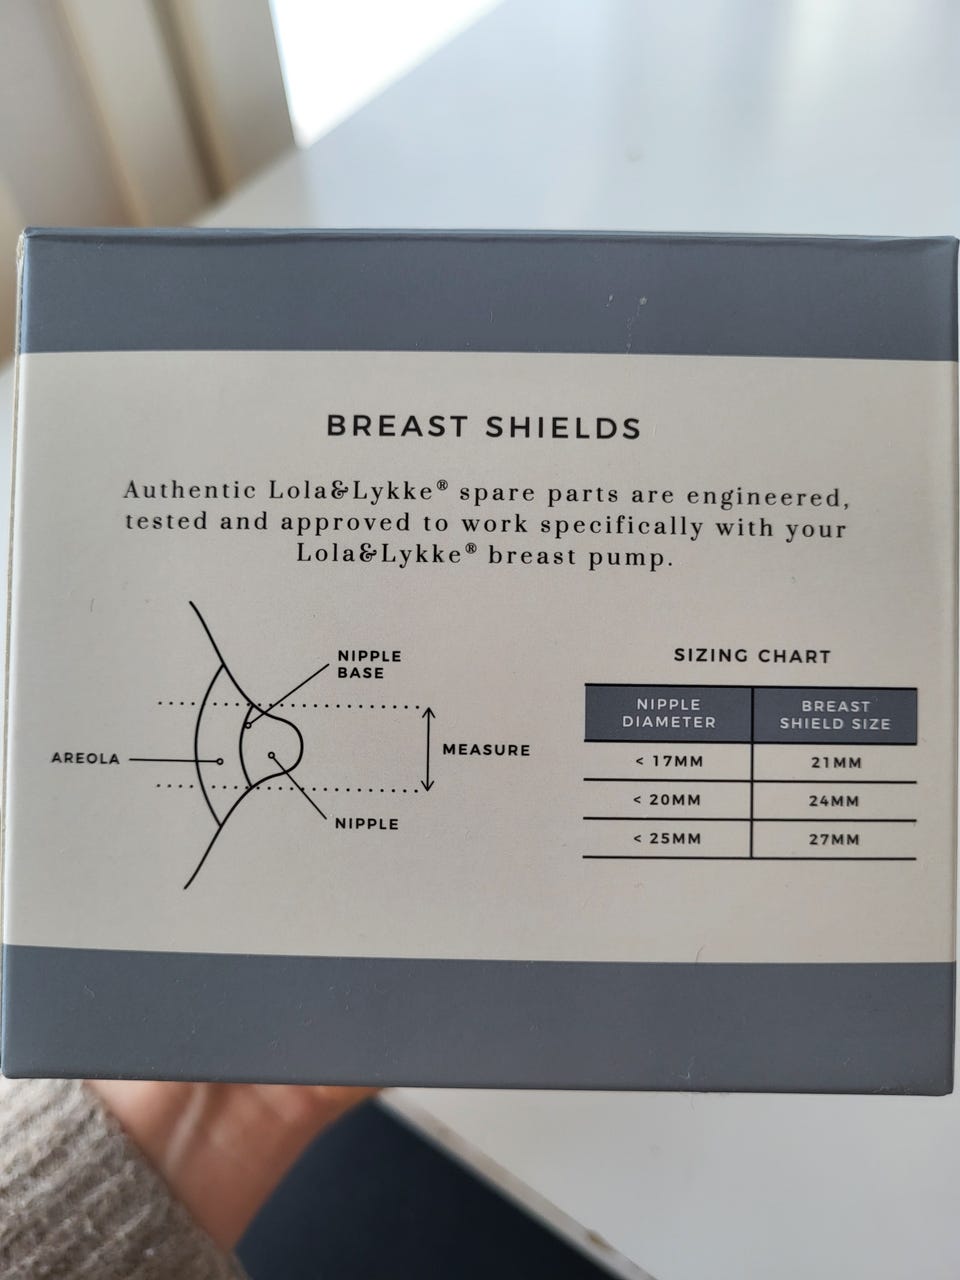 BREAST SHIELDS
Authentic Lola&Lykke® spare parts are engineered,
tested and approved to work specifically with your
Lola&Lykke® breast pump.
NIPPLE
BASE
AREOLA
MEASURE
NIPPLE
SIZING CHART
NIPPLE
DIAMETER
BREAST
SHIELD SIZE
< 17MM 21MM
< 20MM 24MM
< 25MM 27MM